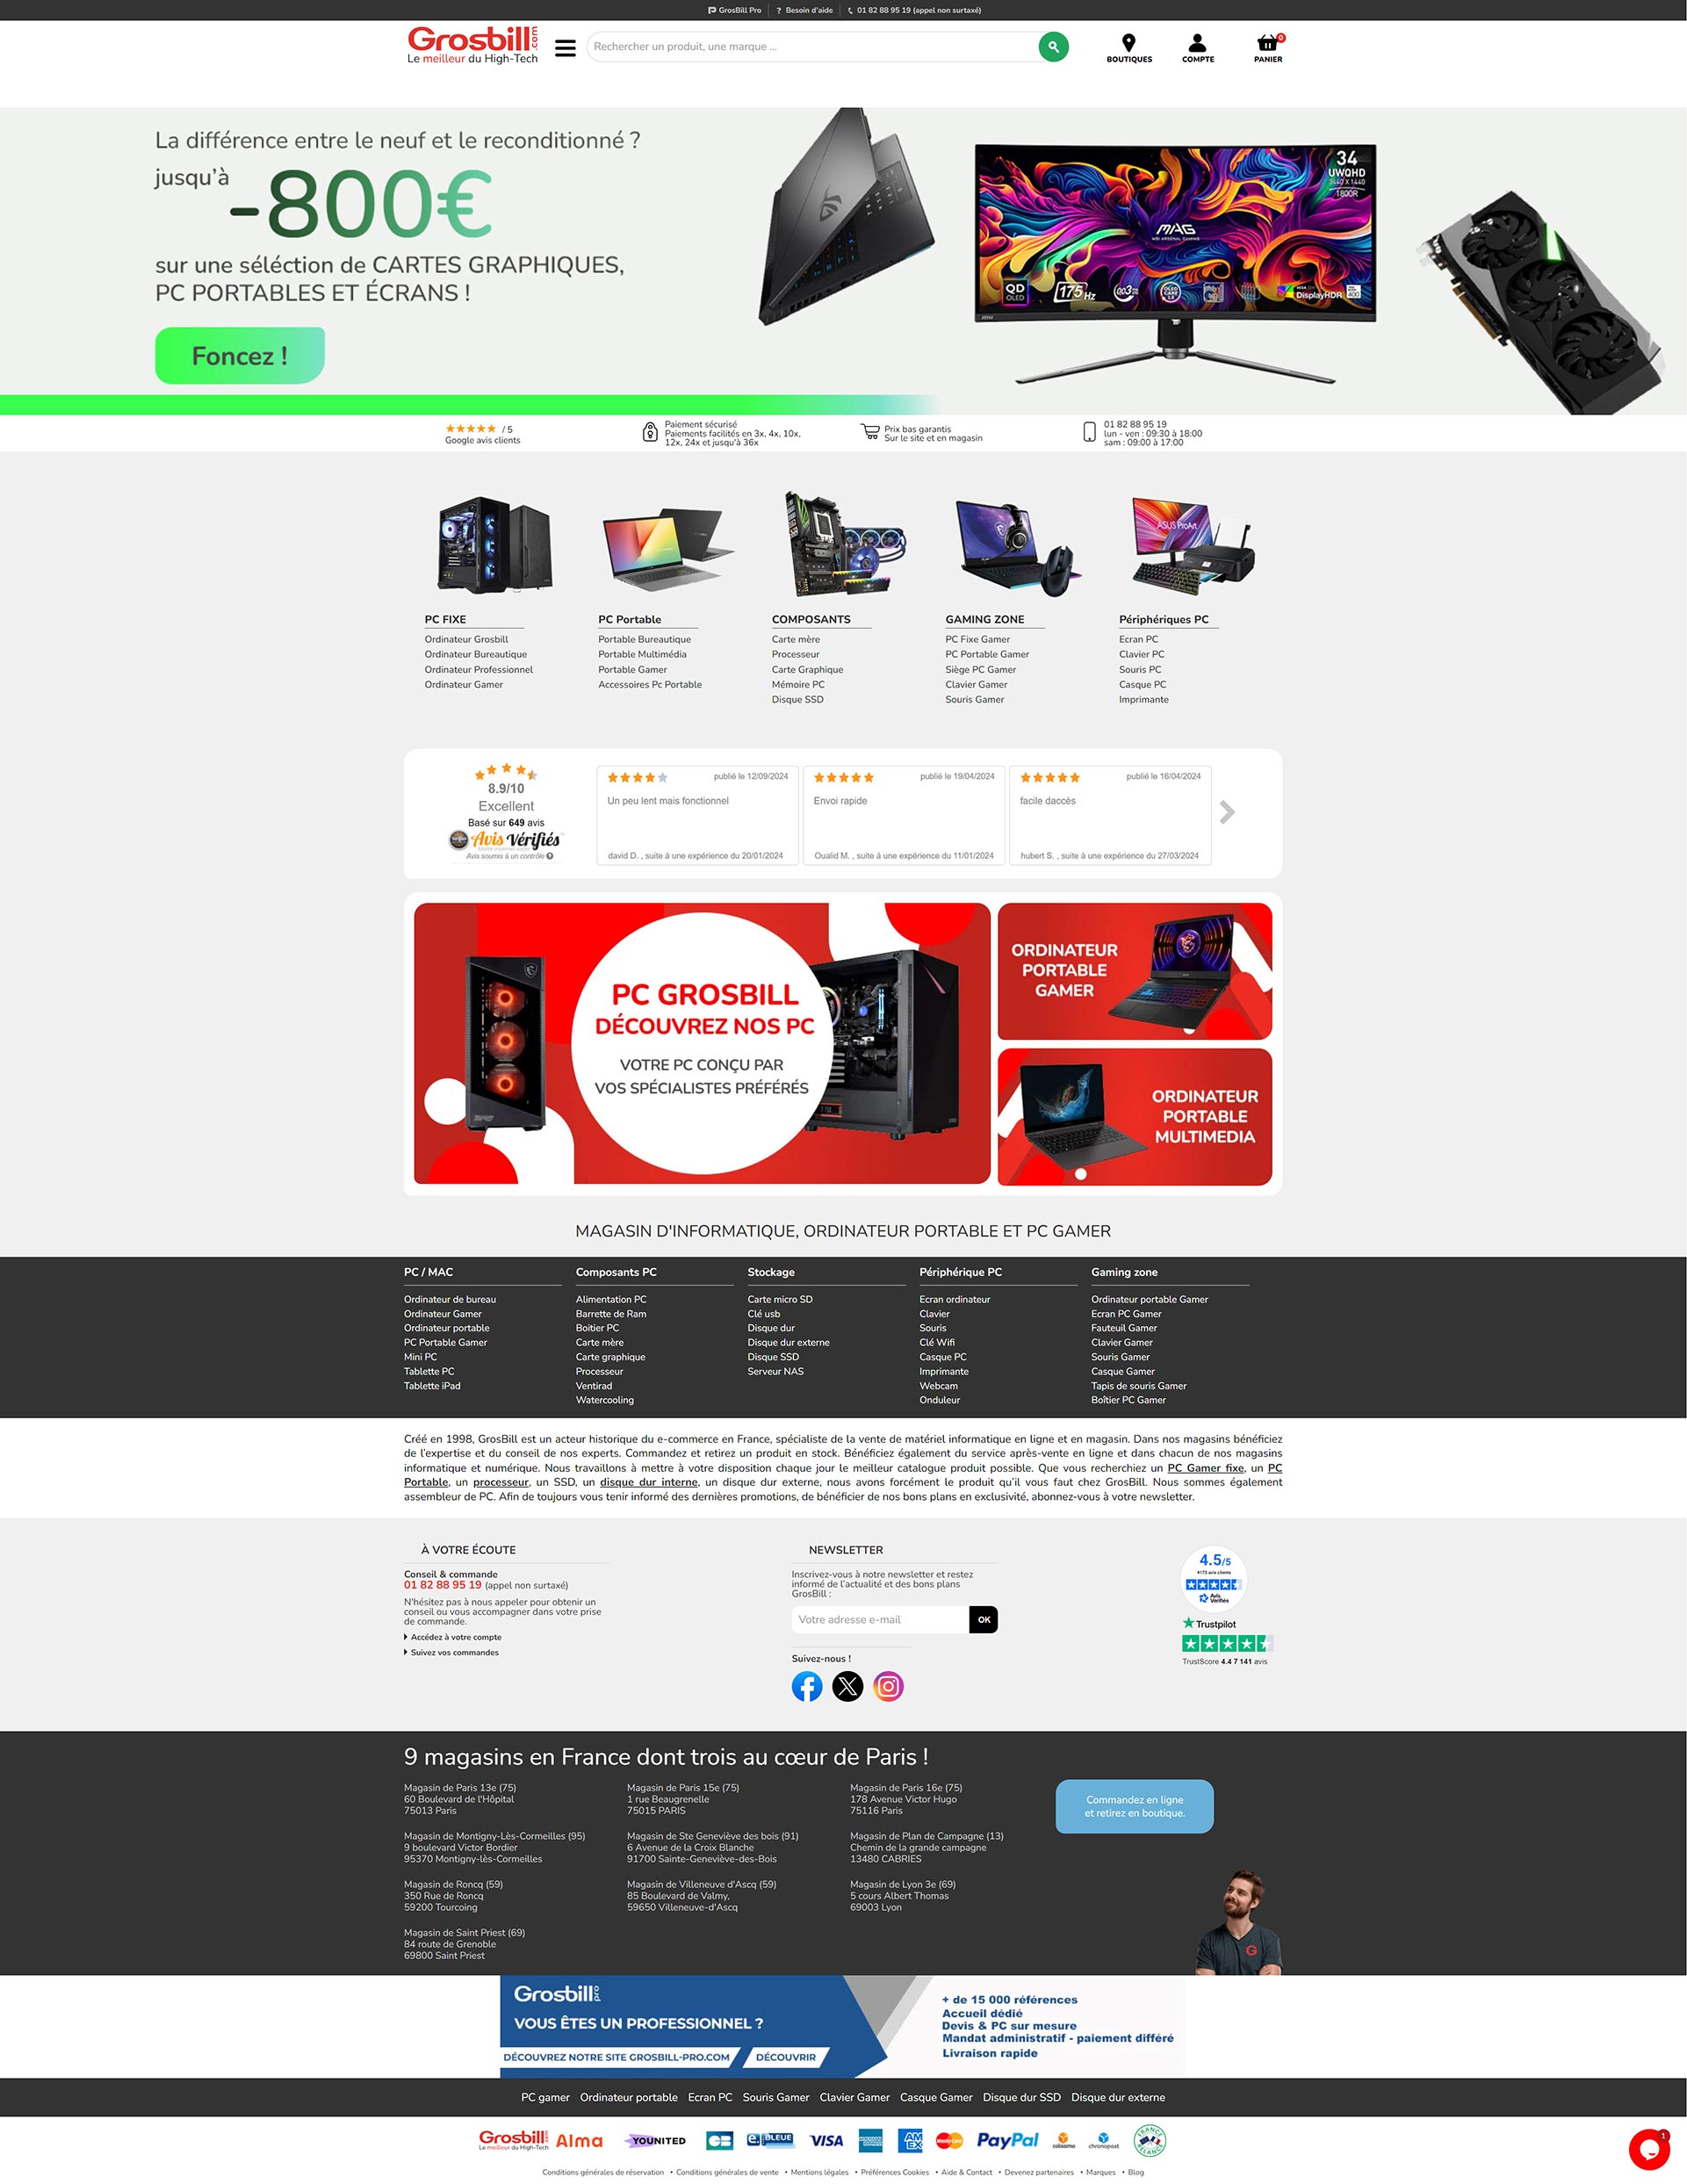 GrosBill Pro
? Besoin d'aide
01 82 88 95 19 (appel non surtaxé)
Grosbill.com
Le meilleur du High-Tech
Rechercher un produit, une marque ...
BOUTIQUES
COMPTE
0
PANIER
La différence entre le neuf et le reconditionné ?
jusqu'à
-800€
sur une séléction de CARTES GRAPHIQUES,
PC PORTABLES ET ÉCRANS !
Foncez !
34
UWQHD
3440 X 1440
1800R
MAG
MSI ARSENAL GAMING
QD
OLED
175Hz
DisplayHDR
msi
/ 5
Google avis clients
Paiement sécurisé
Paiements facilités en 3x, 4x, 10x,
12x, 24x et jusqu'à 36x
Prix bas garantis
Sur le site et en magasin
01 82 88 95 19
lun - ven : 09:30 à 18:00
sam : 09:00 à 17:00
ASUS ProArt
PC FIXE
Ordinateur Grosbill
Ordinateur Bureautique
Ordinateur Professionnel
Ordinateur Gamer
PC Portable
Portable Bureautique
Portable Multimédia
Portable Gamer
Accessoires Pc Portable
COMPOSANTS
Carte mère
Processeur
Carte Graphique
Mémoire PC
Disque SSD
GAMING ZONE
PC Fixe Gamer
PC Portable Gamer
Siège PC Gamer
Clavier Gamer
Souris Gamer
Périphériques PC
Ecran PC
Clavier PC
Souris PC
Casque PC
Imprimante
8.9/10
Excellent
Basé sur 649 avis
Avis Vérifiés
Avis soumis à un contrôle ?
publié le 12/09/2024
Un peu lent mais fonctionnel
david D. , suite à une expérience du 20/01/2024
publié le 19/04/2024
Envoi rapide
Oualid M. , suite à une expérience du 11/01/2024
publié le 16/04/2024
facile daccès
hubert S. , suite à une expérience du 27/03/2024
PC GROSBILL
DÉCOUVREZ NOS PC
VOTRE PC CONÇU PAR
VOS SPÉCIALISTES PRÉFÉRÉS
ORDINATEUR
PORTABLE
GAMER
ORDINATEUR
PORTABLE
MULTIMEDIA
MAGASIN D'INFORMATIQUE, ORDINATEUR PORTABLE ET PC GAMER
PC / MAC
Ordinateur de bureau
Ordinateur Gamer
Ordinateur portable
PC Portable Gamer
Mini PC
Tablette PC
Tablette iPad
Composants PC
Alimentation PC
Barrette de Ram
Boitier PC
Carte mère
Carte graphique
Processeur
Ventirad
Watercooling
Stockage
Carte micro SD
Clé usb
Disque dur
Disque dur externe
Disque SSD
Serveur NAS
Périphérique PC
Ecran ordinateur
Clavier
Souris
Clé Wifi
Casque PC
Imprimante
Webcam
Onduleur
Gaming zone
Ordinateur portable Gamer
Ecran PC Gamer
Fauteuil Gamer
Clavier Gamer
Souris Gamer
Casque Gamer
Tapis de souris Gamer
Boîtier PC Gamer
Créé en 1998, GrosBill est un acteur historique du e-commerce en France, spécialiste de la vente de matériel informatique en ligne et en magasin. Dans nos magasins bénéficiez
de l'expertise et du conseil de nos experts. Commandez et retirez un produit en stock. Bénéficiez également du service après-vente en ligne et dans chacun de nos magasins
informatique et numérique. Nous travaillons à mettre à votre disposition chaque jour le meilleur catalogue produit possible. Que vous recherchiez un PC Gamer fixe, un PC
Portable, un processeur, un SSD, un disque dur interne, un disque dur externe, nous avons forcément le produit qu'il vous faut chez GrosBill. Nous sommes également
assembleur de PC. Afin de toujours vous tenir informé des dernières promotions, de bénéficier de nos bons plans en exclusivité, abonnez-vous à votre newsletter.
À VOTRE ÉCOUTE
Conseil & commande
01 82 88 95 19 (appel non surtaxé)
N'hésitez pas à nous appeler pour obtenir un
conseil ou vous accompagner dans votre prise
de commande.
Accédez à votre compte
Suivez vos commandes
NEWSLETTER
Inscrivez-vous à notre newsletter et restez
informé de l'actualité et des bons plans
GrosBill :
Votre adresse e-mail
OK
Suivez-nous !
4.5/5
4175 avis clients
Avis
Vérifiés
Trustpilot
TrustScore 4.4 7 141 avis
9 magasins en France dont trois au cœur de Paris !
Magasin de Paris 13e (75)
60 Boulevard de l'Hôpital
75013 Paris
Magasin de Paris 15e (75)
1 rue Beaugrenelle
75015 PARIS
Magasin de Paris 16e (75)
178 Avenue Victor Hugo
75116 Paris
Magasin de Montigny-Lès-Cormeilles (95)
9 boulevard Victor Bordier
95370 Montigny-lès-Cormeilles
Magasin de Ste Geneviève des bois (91)
6 Avenue de la Croix Blanche
91700 Sainte-Geneviève-des-Bois
Magasin de Plan de Campagne (13)
Chemin de la grande campagne
13480 CABRIES
Magasin de Roncq (59)
350 Rue de Roncq
59200 Tourcoing
Magasin de Villeneuve d'Ascq (59)
85 Boulevard de Valmy,
59650 Villeneuve-d'Ascq
Magasin de Lyon 3e (69)
5 cours Albert Thomas
69003 Lyon
Magasin de Saint Priest (69)
84 route de Grenoble
69800 Saint Priest
Commandez en ligne
et retirez en boutique.
G
Grosbill pro
VOUS ÊTES UN PROFESSIONNEL ?
DÉCOUVREZ NOTRE SITE GROSBILL-PRO.COM
DÉCOUVRIR
+ de 15 000 références
Accueil dédié
Devis & PC sur mesure
Mandat administratif - paiement différé
Livraison rapide
PC gamer Ordinateur portable Ecran PC Souris Gamer Clavier Gamer Casque Gamer Disque dur SSD Disque dur externe
Grosbill.com
Le meilleur du High-Tech
Alma
YOUNITED
CB
e-BLEUE
VISA
AMERICAN EXPRESS
AM EX
MasterCard
PayPal
colissimo
chronopost
FRANCE RELANCE
1
Conditions générales de réservation • Conditions générales de vente • Mentions légales • Préférences Cookies • Aide & Contact • Devenez partenaires • Marques • Blog